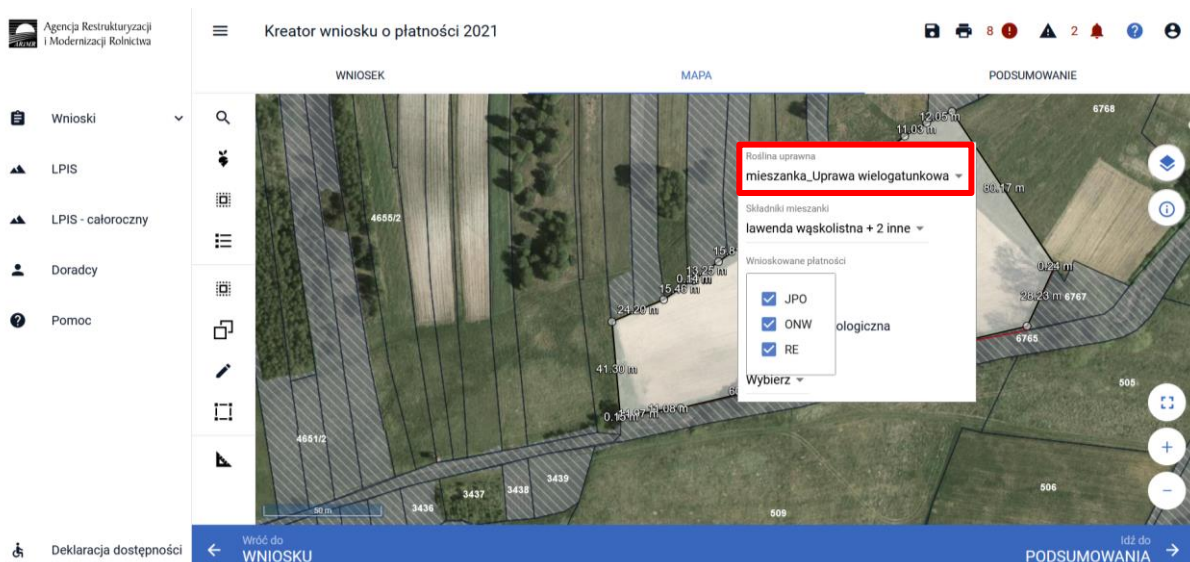 Agencja Restrukturyzacji
i Modernizacji Rolnictwa
ARiMR
Kreator wniosku o płatności 2021
8
2
WNIOSEK
MAPA
PODSUMOWANIE
Wnioski
LPIS
LPIS - całoroczny
Doradcy
Pomoc
Deklaracja dostępności
12.05 m
11.03 m
6768
Roślina uprawna
mieszanka_Uprawa wielogatunkowa
80.17 m
Składniki mieszanki
lawenda wąskolistna + 2 inne
4655/2
Wnioskowane płatności
JPO
ONW
ologiczna
RE
Wybierz
13.25 m
15.46 m
24.20 m
0.24 m
28.23 m
6767
6765
41.30 m
505
11.08 m
4651/2
3439
3438
3437
3436
506
509
50 m
Wróć do
WNIOSKU
Idź do
PODSUMOWANIA